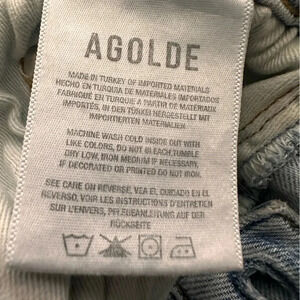 AGOLDE
MADE IN TURKEY OF IMPORTED MATERIALS
HECHO EN TURQUIA DE MATERIALES IMPORTADOS
FABRIQUÉ EN TURQUIE A PARTIR DE MATÉRIAUX
IMPORTÉS, IN DER TÜRKEI HERGESTELLT MIT
IMPORTIERTEN MATERIALIEN
MACHINE WASH COLD INSIDE OUT WITH
LIKE COLORS, DO NOT BLEACH, TUMBLE
DRY LOW, IRON MEDIUM IF NECESSARY,
IF DECORATED OR PRINTED DO NOT IRON.
SEE CARE ON REVERSE, VEA EL CUIDADO EN EL
REVERSO, VOIR LES INSTRUCTIONS D'ENTRETIEN
SUR L'ENVERS, PFLEGEANLEITUNG AUF DER
RÜCKSEITE